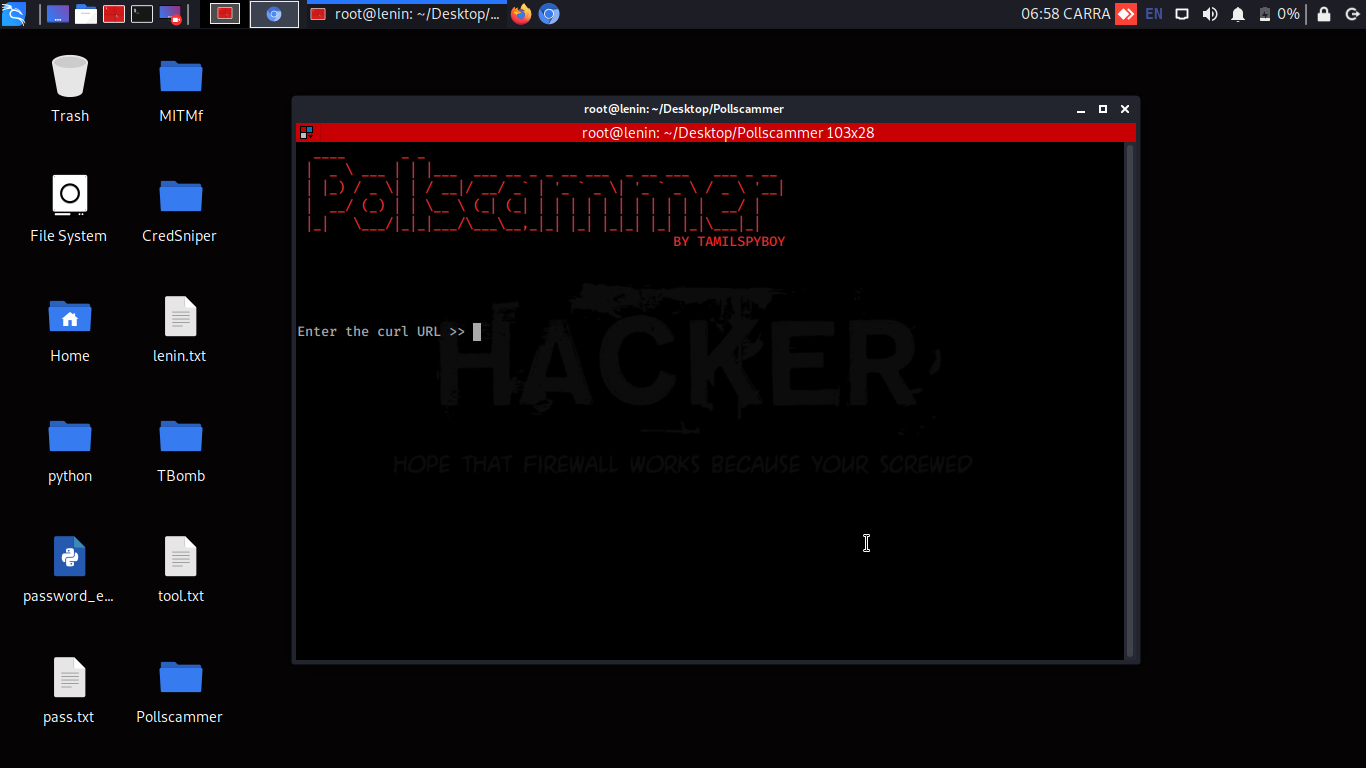 root@lenin: ~/Desktop/...
06:58 CARRA
EN
0%
Trash
MITMf
File System
CredSniper
Home
lenin.txt
python
TBomb
password_e...
tool.txt
pass.txt
Pollscammer
root@lenin: ~/Desktop/Pollscammer
root@lenin: ~/Desktop/Pollscammer 103x28
Pollscammer
BY TAMILSPYBOY
Enter the curl URL >>
HACKER
HOPE THAT FIREWALL WORKS BECAUSE YOUR SCREWED